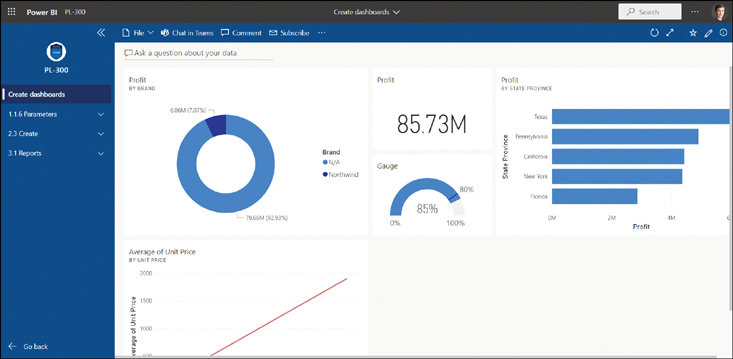 Power BI PL-300 Create dashboards Search ...
File Chat in Teams Comment Subscribe ...
PL-300
Create dashboards
1.1.6 Parameters
2.3 Create
3.1 Reports
Go back
Ask a question about your data
Profit
BY BRAND
6.06M (7.07%)
79.66M (92.93%)
Brand
N/A
Northwind
Profit
85.73M
Gauge
80%
85%
0% 100%
Profit
BY STATE PROVINCE
State Province
Texas
Pennsylvania
California
New York
Florida
0M 2M 4M
Profit
Average of Unit Price
BY UNIT PRICE
of Unit Price
2000
1500
1000